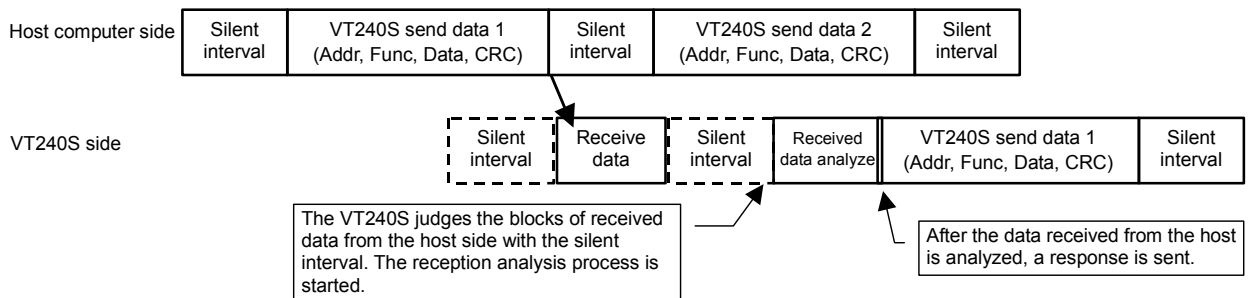 Host computer side
Silent
interval
VT240S send data 1
(Addr, Func, Data, CRC)
Silent
interval
VT240S send data 2
(Addr, Func, Data, CRC)
Silent
interval
VT240S side
Silent
interval
Receive
data
Silent
interval
Received
data analyze
VT240S send data 1
(Addr, Func, Data, CRC)
Silent
interval
The VT240S judges the blocks of received
data from the host side with the silent
interval. The reception analysis process is
started.
After the data received from the host
is analyzed, a response is sent.